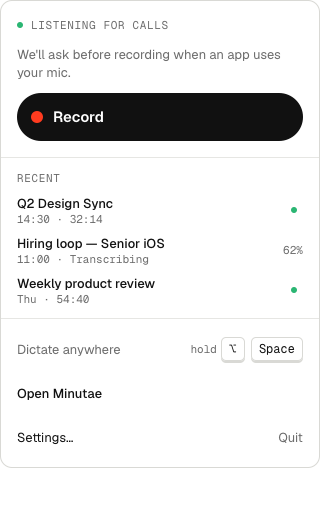 LISTENING FOR CALLS
We'll ask before recording when an app uses
your mic.
Record
RECENT
Q2 Design Sync
14:30 · 32:14
Hiring loop — Senior iOS
11:00 · Transcribing
62%
Weekly product review
Thu · 54:40
Dictate anywhere hold ⌥ Space
Open Minutae
Settings… Quit